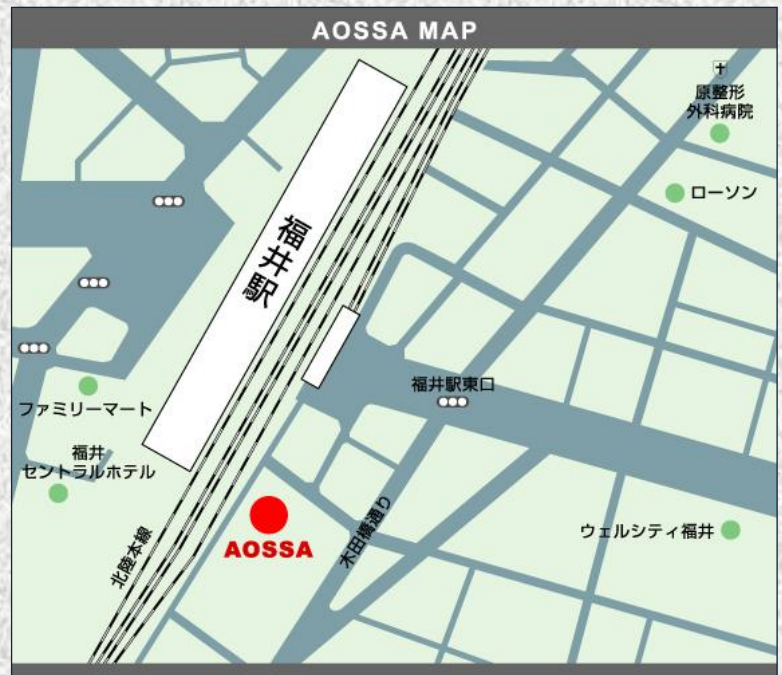 AOSSA MAP
原整形
外科病院
ローソン
福井駅
福井駅東口
ファミリーマート
福井
セントラルホテル
北陸本線
AOSSA
木田橋通り
ウェルシティ福井